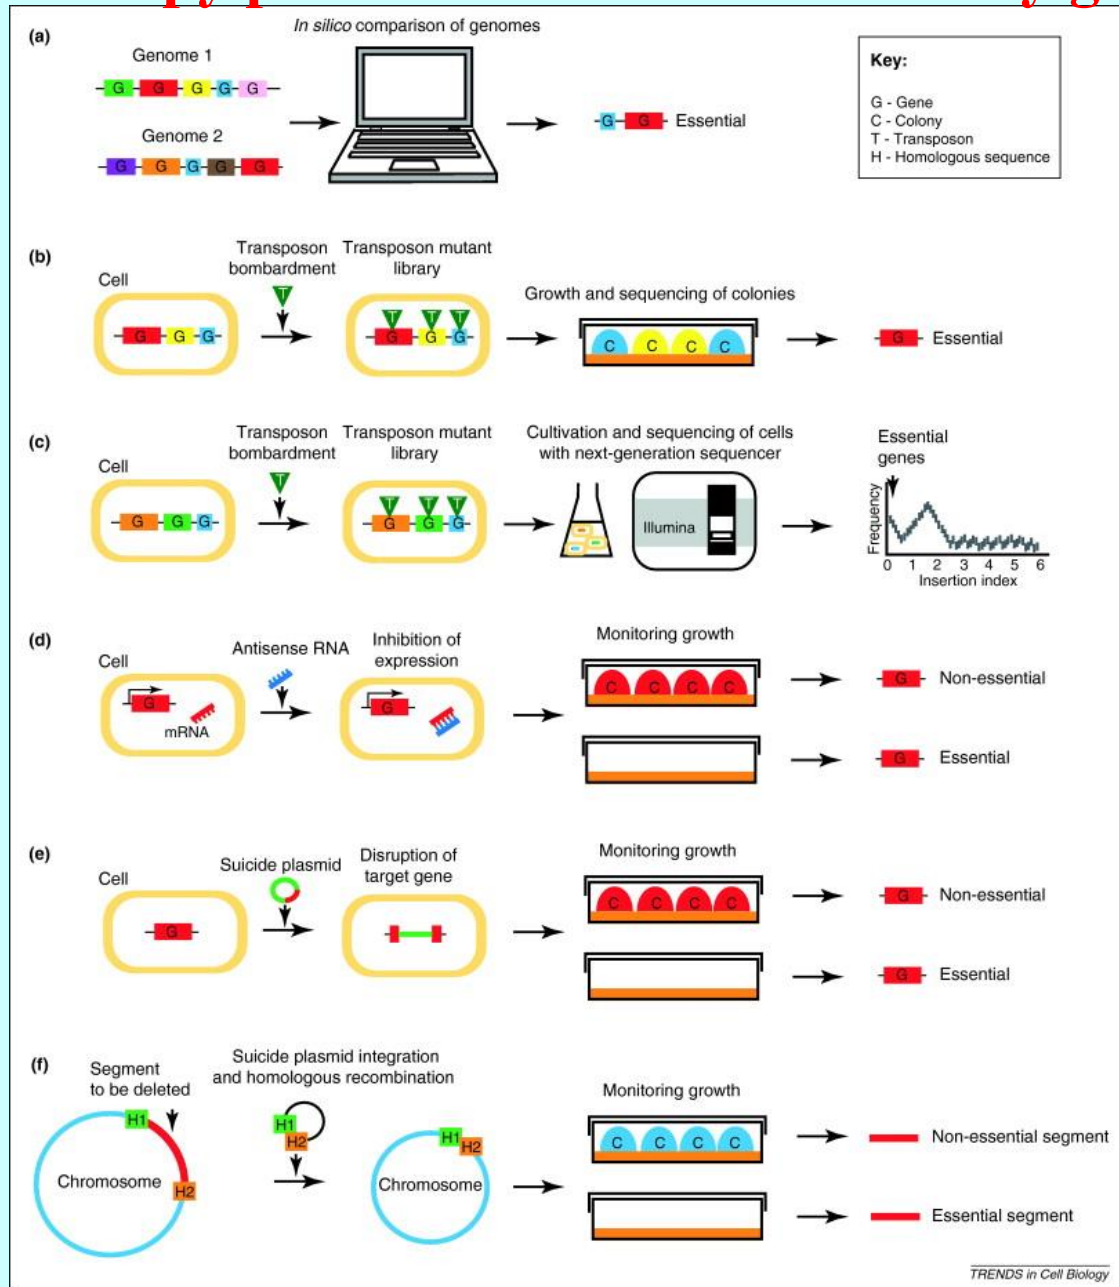 (a)
In silico comparison of genomes
Genome 1
G G G G G
Genome 2
G G G G G
G G Essential
Key:
G - Gene
C - Colony
T - Transposon
H - Homologous sequence
(b)
Cell
Transposon
bombardment
T
Transposon mutant
library
T T T
G G G
G G G
Growth and sequencing of colonies
C C C C
G Essential
(c)
Cell
Transposon
bombardment
T
Transposon mutant
library
T T T
G G G
G G G
Cultivation and sequencing of cells
with next-generation sequencer
Illumina
Essential
genes
Frequency
0 1 2 3 4 5 6
Insertion index
(d)
Cell
G
mRNA
Antisense RNA
Inhibition of
expression
G
Monitoring growth
C C C C
G Non-essential
G Essential
(e)
Cell
G
Suicide plasmid
Disruption of
target gene
Monitoring growth
C C C C
G Non-essential
G Essential
(f)
Segment
to be deleted
H1
H2
Chromosome
Suicide plasmid integration
and homologous recombination
H1
H2
H1
H2
Chromosome
Monitoring growth
C C C C
Non-essential segment
Essential segment
TRENDS in Cell Biology